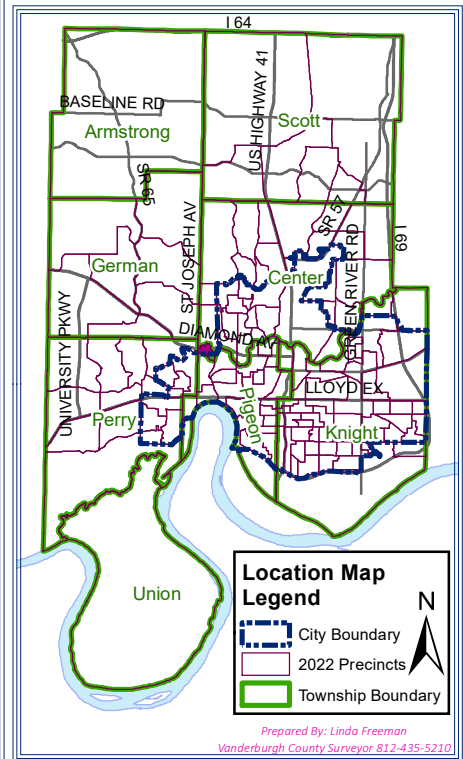 I 64
US HIGHWAY 41
BASELINE RD
Scott
Armstrong
SR 65
ST JOSEPH AV
SR 57
GREEN RIVER RD
I 69
German
Center
UNIVERSITY PKWY
DIAMOND AV
LLOYD EX
Perry
Pigeon
Knight
Union
Location Map
Legend
N
City Boundary
2022 Precincts
Township Boundary
Prepared By: Linda Freeman
Vanderburgh County Surveyor 812-435-5210